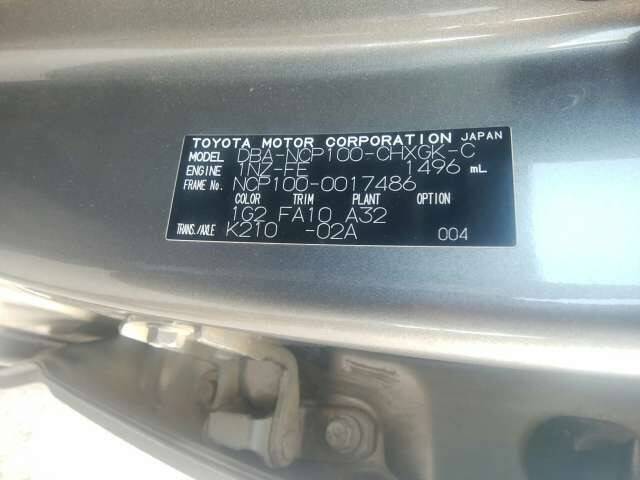 TOYOTA MOTOR CORPORATION JAPAN
MODEL DBA-NCP100-CHXGK-C
ENGINE 1NZ-FE 1496 mL
FRAME No. NCP100-0017486
COLOR TRIM PLANT OPTION
1G2 FA10 A32
TRANS./AXLE K210 -02A 004